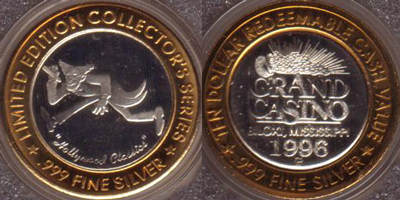 LIMITED EDITION COLLECTOR'S SERIES
"Hollywood Classics"
.999 FINE SILVER
TEN DOLLAR REDEEMABLE CASH VALUE
GRAND
CASINO
BILOXI, MISSISSIPPI
1996
.999 FINE SILVER